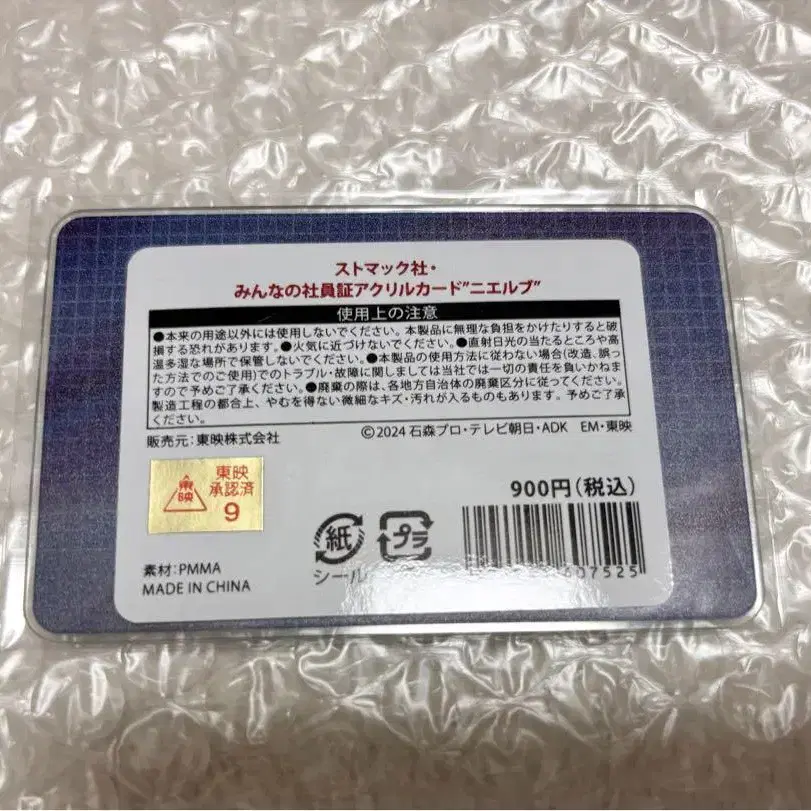 ストマック社・
みんなの社員証アクリルカード”ニエルブ”
使用上の注意
●本来の用途以外には使用しないでください。本製品に無理な負担をかけたりすると破
損する恐れがあります。●火気に近づけないでください。●直射日光の当たるところや高
温多湿な場所で保管しないでください。●本製品の使用方法に従わない場合(改造、誤っ
た方法でのご使用)でのトラブル・故障に関しましては当社では一切の責任を負いかねま
すので予めご了承ください。●廃棄の際は、各地方自治体の廃棄区分に従ってください。
製造工程の都合上、やむを得ない微細なキズ・汚れが入るものもあります。予めご了承
ください。
販売元:東映株式会社
©2024 石森プロ・テレビ朝日・ADK EM・東映
東映
東映
承認済
9
900円(税込)
紙
プラ
シール
607525
素材:PMMA
MADE IN CHINA